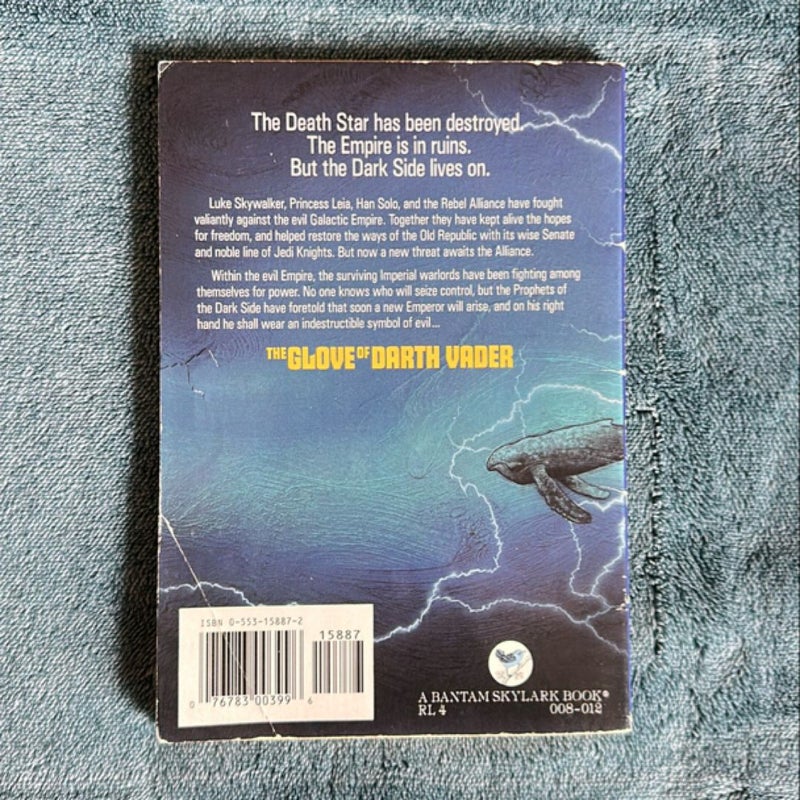 The Death Star has been destroyed.
The Empire is in ruins.
But the Dark Side lives on.
Luke Skywalker, Princess Leia, Han Solo, and the Rebel Alliance have fought
valiantly against the evil Galactic Empire. Together they have kept alive the hopes
for freedom, and helped restore the ways of the Old Republic with its wise Senate
and noble line of Jedi Knights. But now a new threat awaits the Alliance.
Within the evil Empire, the surviving Imperial warlords have been fighting among
themselves for power. No one knows who will seize control, but the Prophets of
the Dark Side have foretold that soon a new Emperor will arise, and on his right
hand he shall wear an indestructible symbol of evil...
THE GLOVE OF DARTH VADER
ISBN 0-553-15887-2
15887
0 76783 00399 6
A BANTAM SKYLARK BOOK®
RL 4 008-012